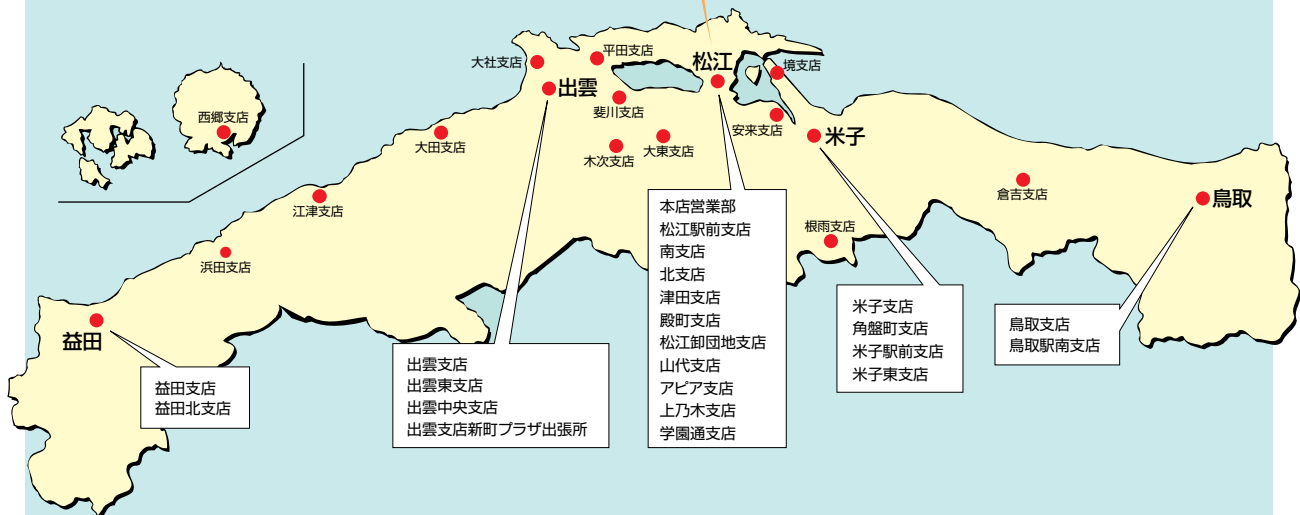 平田支店
大社支店
松江
境支店
出雲
斐川支店
西郷支店
安来支店
大田支店
米子
大東支店
木次支店
倉吉支店
鳥取
江津支店
根雨支店
浜田支店
益田
本店営業部
松江駅前支店
南支店
北支店
津田支店
殿町支店
松江卸団地支店
山代支店
アピア支店
上乃木支店
学園通支店
米子支店
角盤町支店
米子駅前支店
米子東支店
鳥取支店
鳥取駅南支店
出雲支店
出雲東支店
出雲中央支店
出雲支店新町プラザ出張所
益田支店
益田北支店